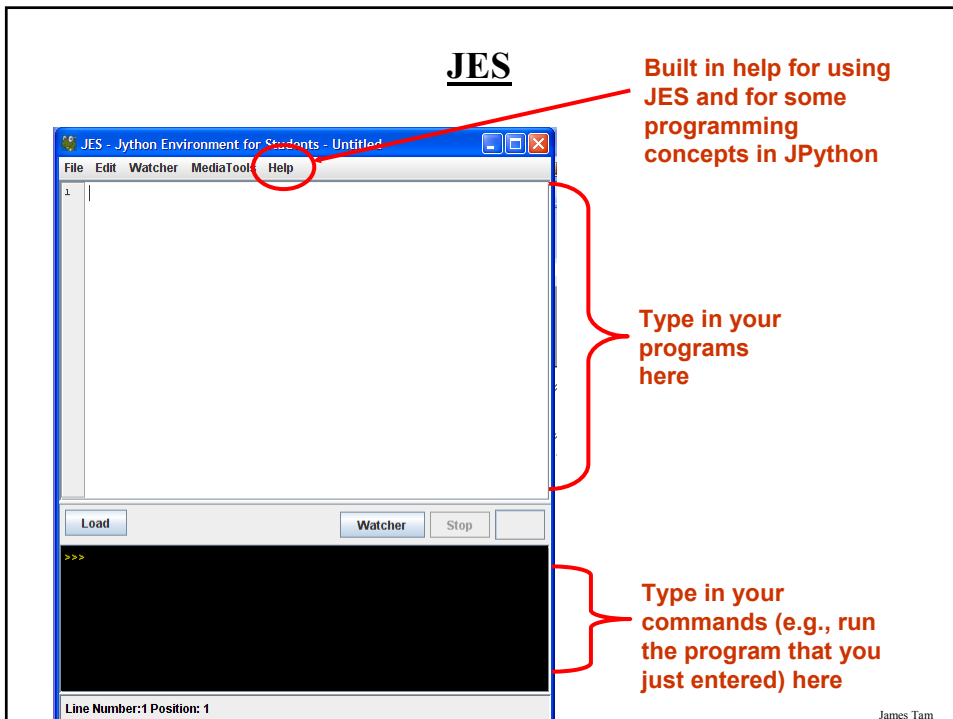 JES
Built in help for using
JES and for some
programming
concepts in JPython
JES - Jython Environment for Students - Untitled
File Edit Watcher MediaTools Help
1
Type in your
programs
here
Load Watcher Stop
>>>
Type in your
commands (e.g., run
the program that you
just entered) here
Line Number:1 Position: 1
James Tam